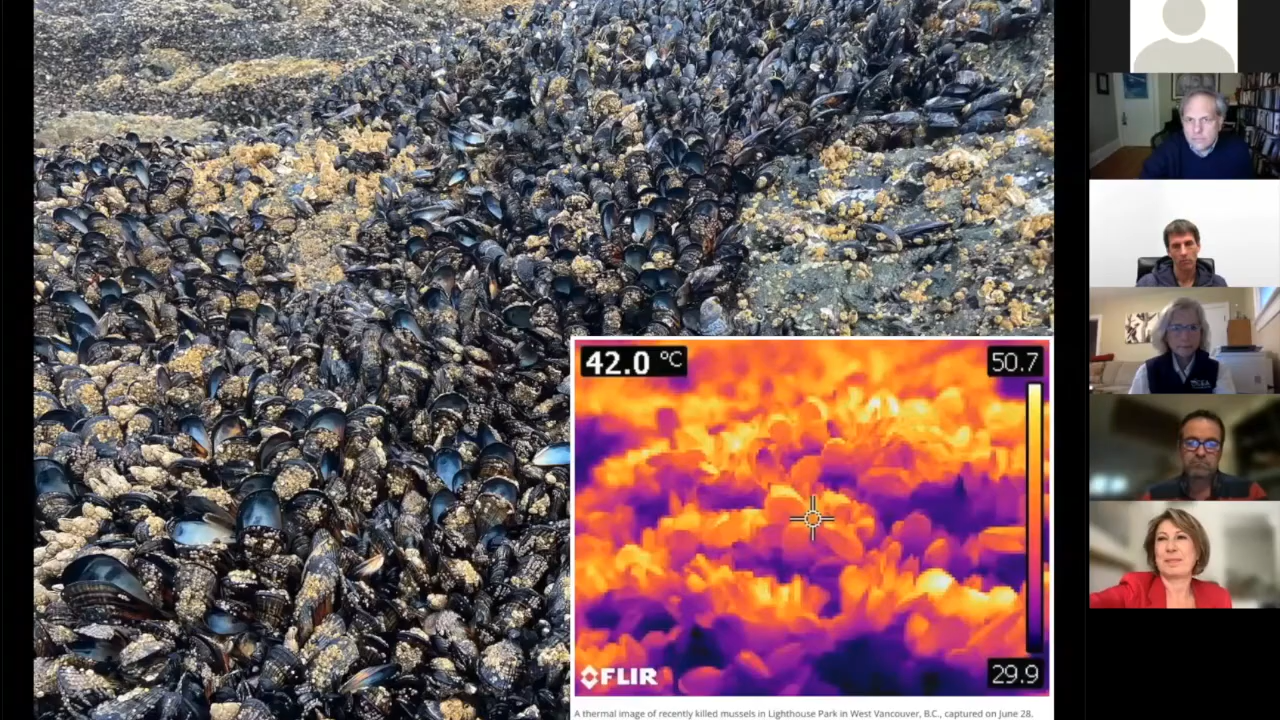 42.0 °C
50.7
29.9
FLIR
A thermal image of recently killed mussels in Lighthouse Park in West Vancouver, B.C., captured on June 28.